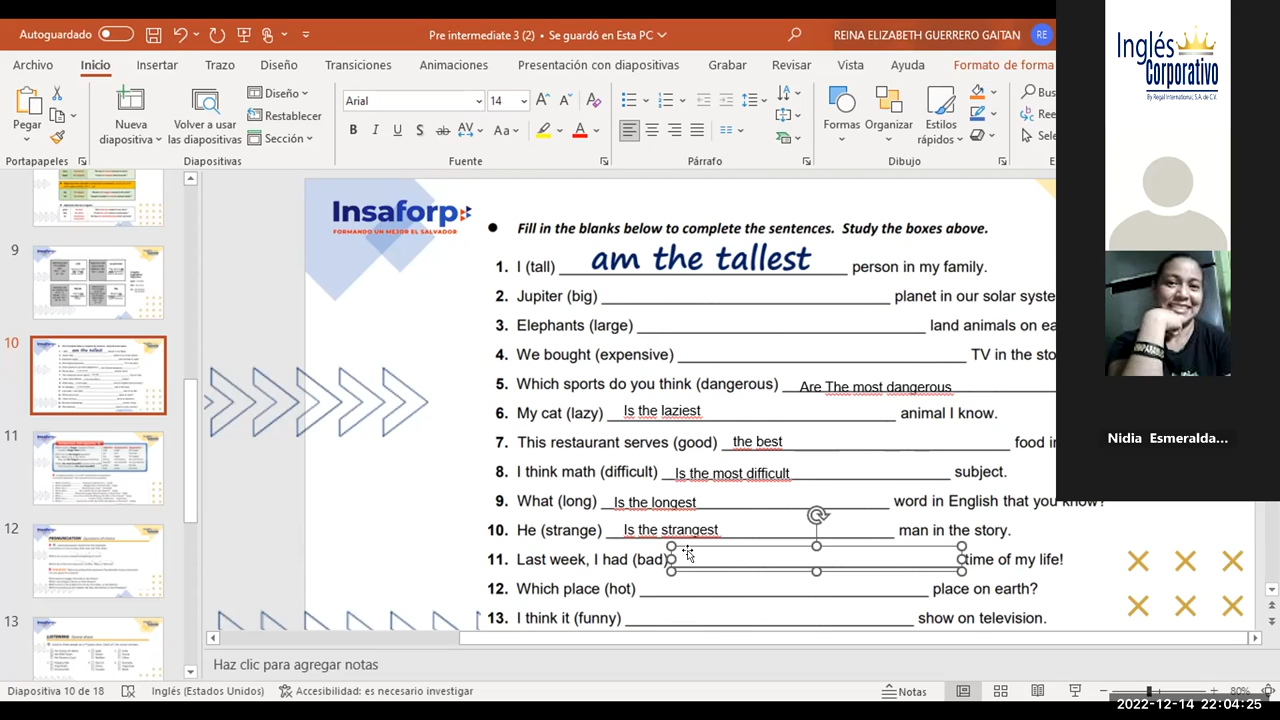 Autoguardado
Pre intermediate 3 (2) • Se guardó en Esta PC
REINA ELIZABETH GUERRERO GAITAN
RE
Archivo Inicio Insertar Trazo Diseño Transiciones Animaciones Presentación con diapositivas Grabar Revisar Vista Ayuda Formato de forma
Pegar
Nueva diapositiva
Volver a usar las diapositivas
Diseño
Restablecer
Sección
Arial 14
Formas
Organizar
Estilos rápidos
Portapapeles Diapositivas Fuente Párrafo Dibujo
Insaforp
FORMANDO UN MEJOR EL SALVADOR
Fill in the blanks below to complete the sentences. Study the boxes above.
1. I (tall) am the tallest person in my family.
2. Jupiter (big) planet in our solar syste
3. Elephants (large) land animals on ea
4. We bought (expensive) TV in the sto
5. Which sports do you think (dangerous) Are the most dangerous
6. My cat (lazy) Is the laziest animal I know.
7. This restaurant serves (good) the best food in
8. I think math (difficult) Is the most difficult subject.
What (long) Is the longest word in English that you know?
10. He (strange) Is the strangest man in the story.
11. Last week, I had (bad) time of my life!
12. Which place (hot) place on earth?
13. I think it (funny) show on television.
9
10
11
12
13
Haz clic para agregar notas
Diapositiva 10 de 18
Inglés (Estados Unidos)
Accesibilidad: es necesario investigar
Notas
80%
Inglés Corporativo
By Regal International, S.A. de C.V.
Nidia Esmeralda...
2022-12-14 22:04:25